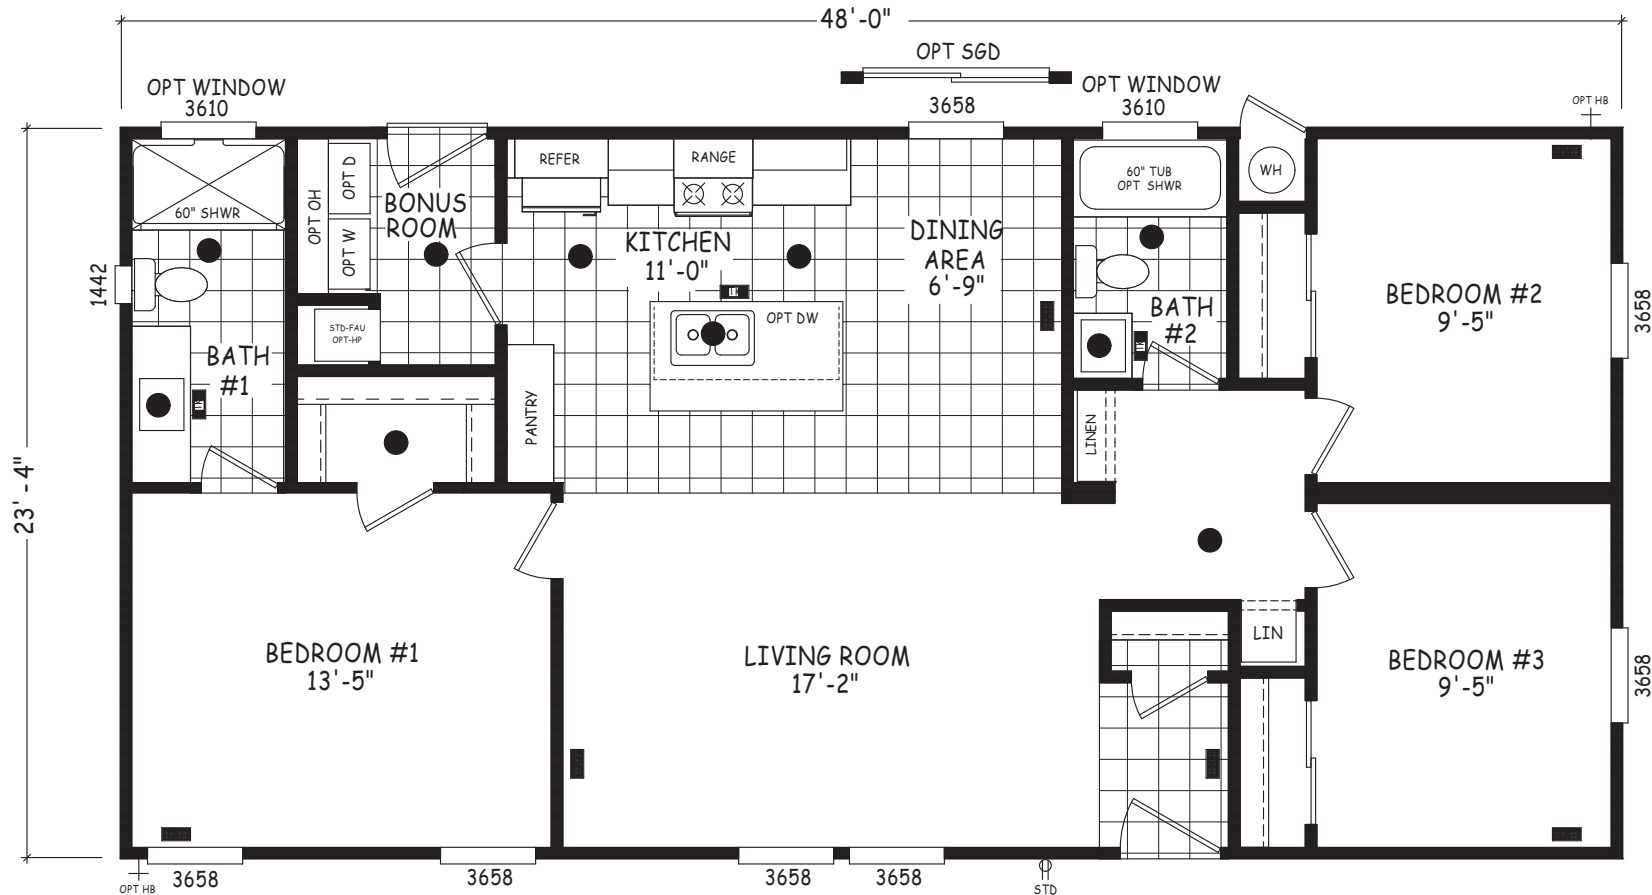 48'-0"
OPT SGD
OPT WINDOW
3610
3658
OPT WINDOW
3610
OPT HB
REFER
RANGE
60" TUB
OPT SHWR
WH
60" SHWR
OPT OH
OPT D
OPT W
BONUS
ROOM
KITCHEN
11'-0"
DINING
AREA
6'-9"
1442
OPT DW
STD-FAU
OPT-HP
BATH
#1
BATH
#2
BEDROOM #2
9'-5"
3658
PANTRY
LINEN
23' - 4"
BEDROOM #1
13'-5"
LIVING ROOM
17'-2"
LIN
BEDROOM #3
9'-5"
3658
OPT HB
3658
3658
3658
3658
STD